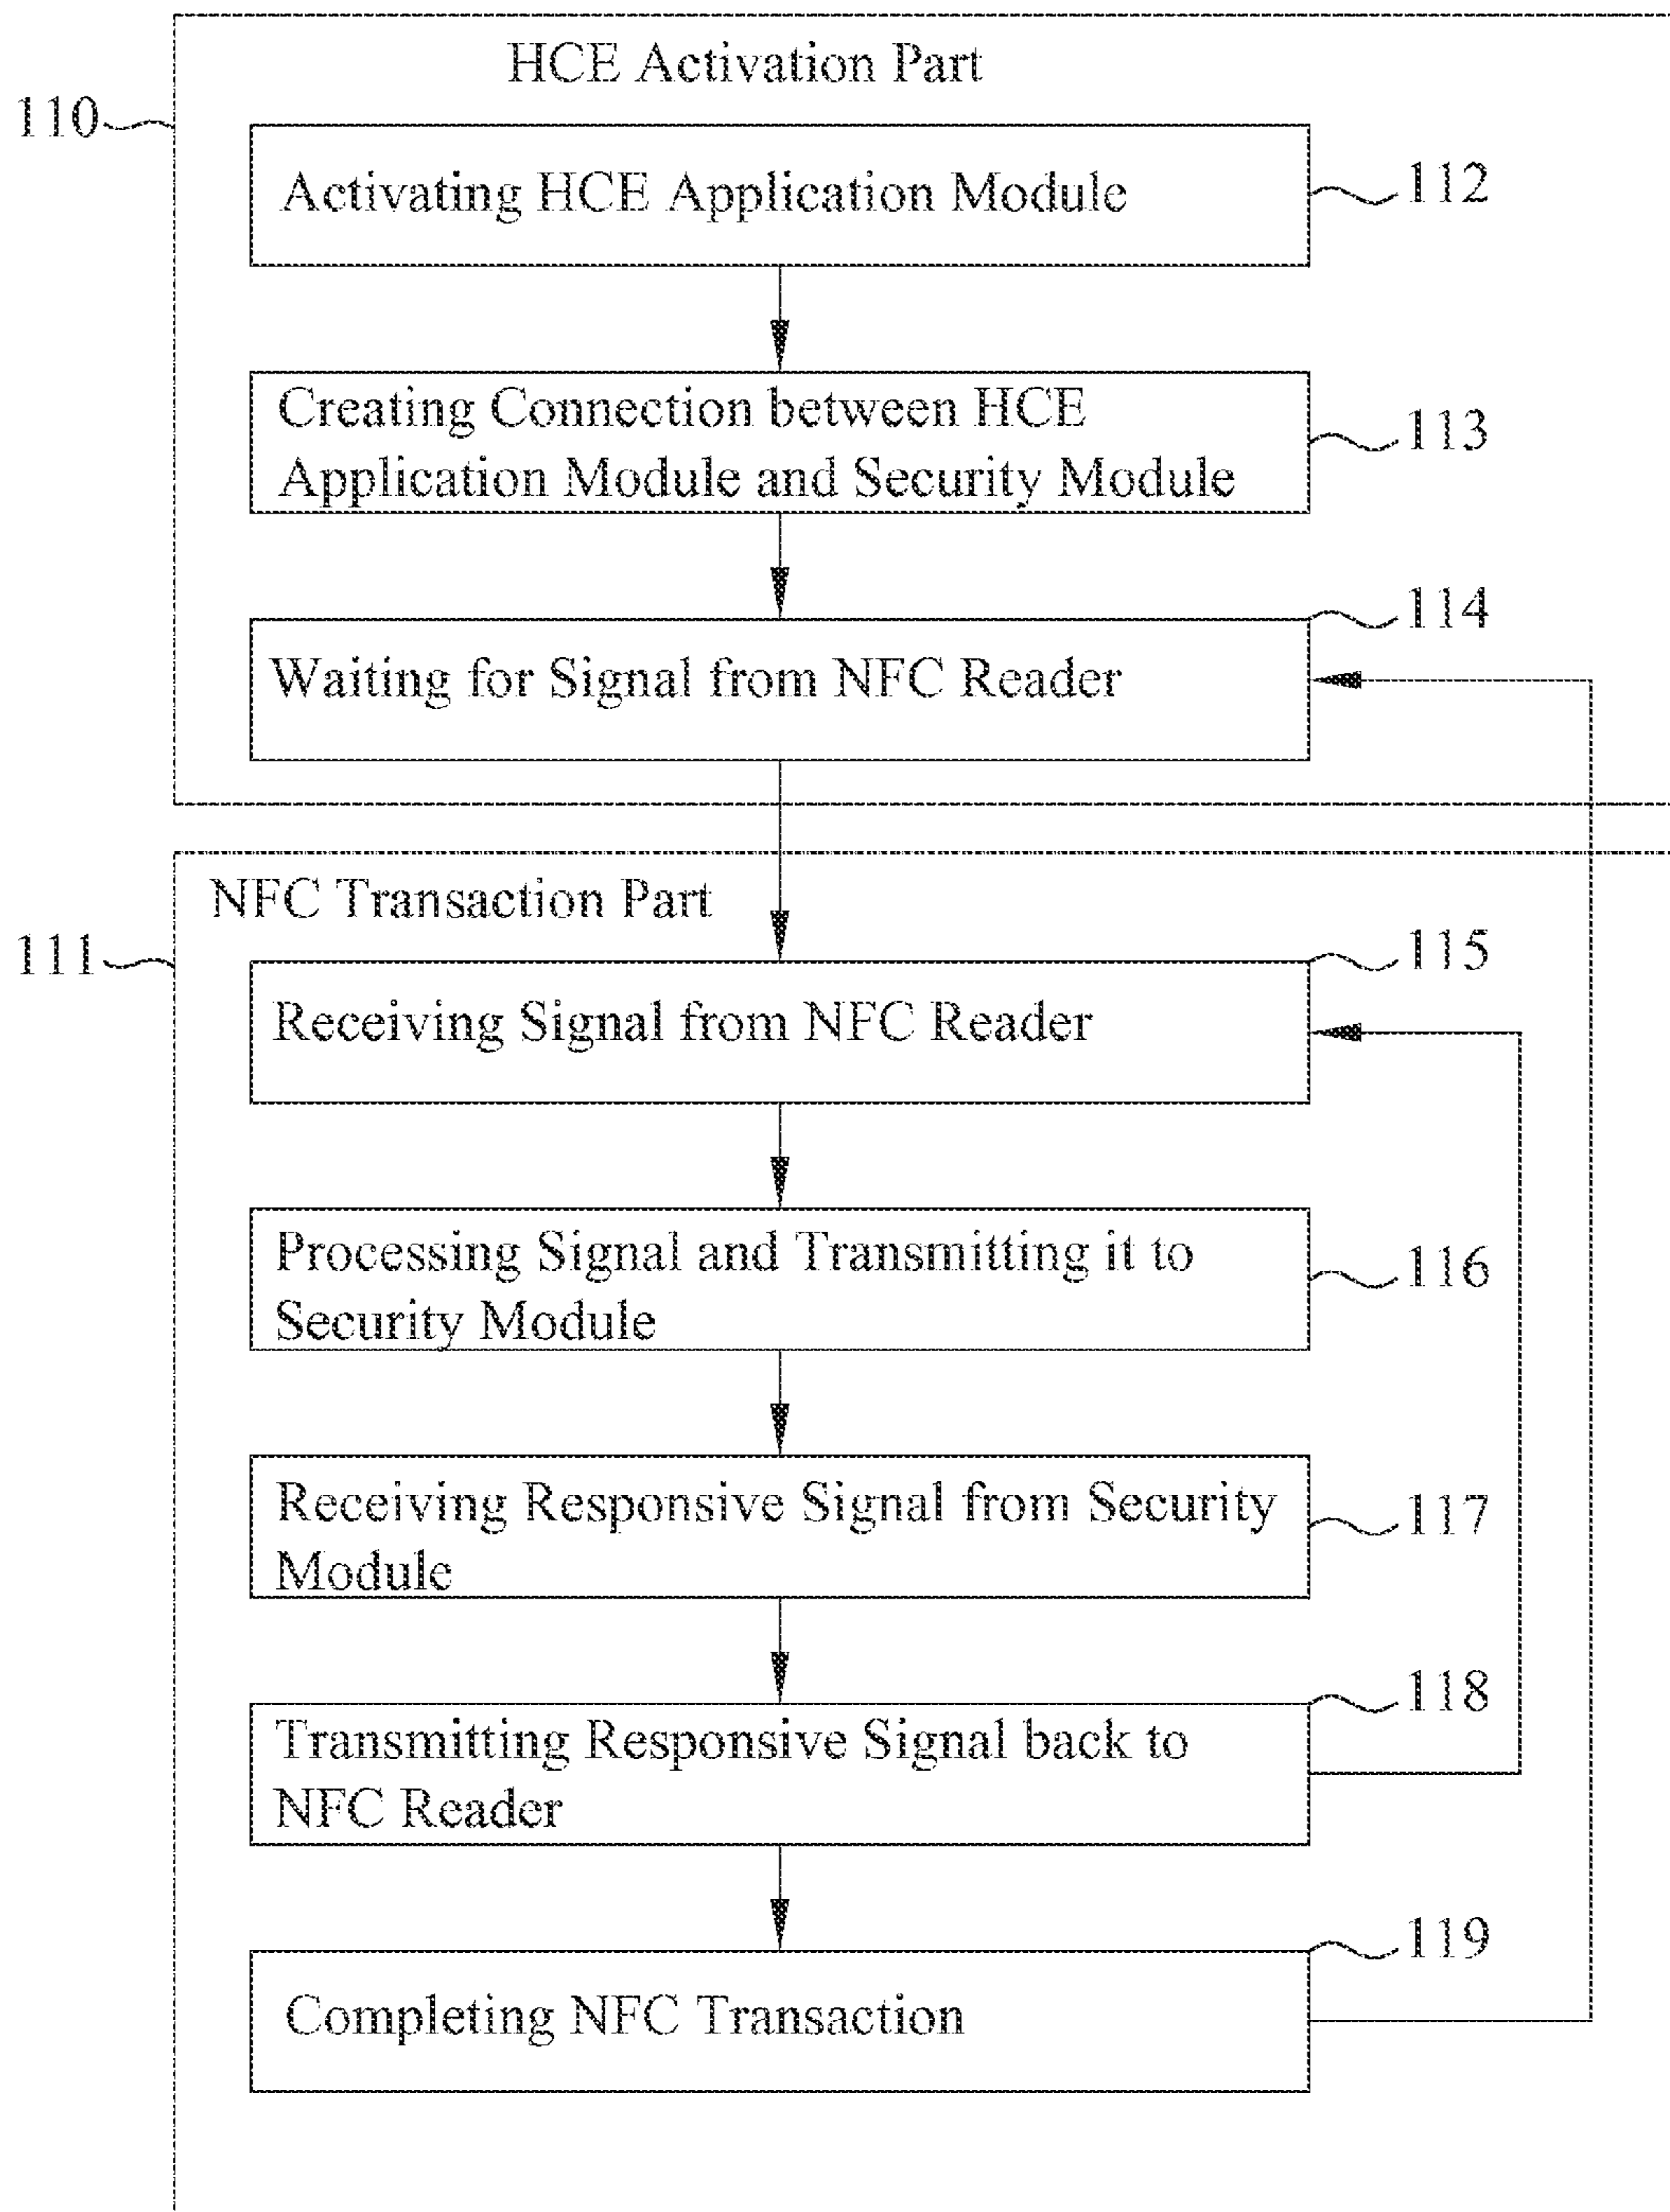 HCE Activation Part
110
Activating HCE Application Module
112
Creating Connection between HCE
Application Module and Security Module
113
114
Waiting for Signal from NFC Reader
NFC Transaction Part
111
115
Receiving Signal from NFC Reader
Processing Signal and Transmitting it to
Security Module
116
Receiving Responsive Signal from Security
Module
117
118
Transmitting Responsive Signal back to
NFC Reader
119
Completing NFC Transaction